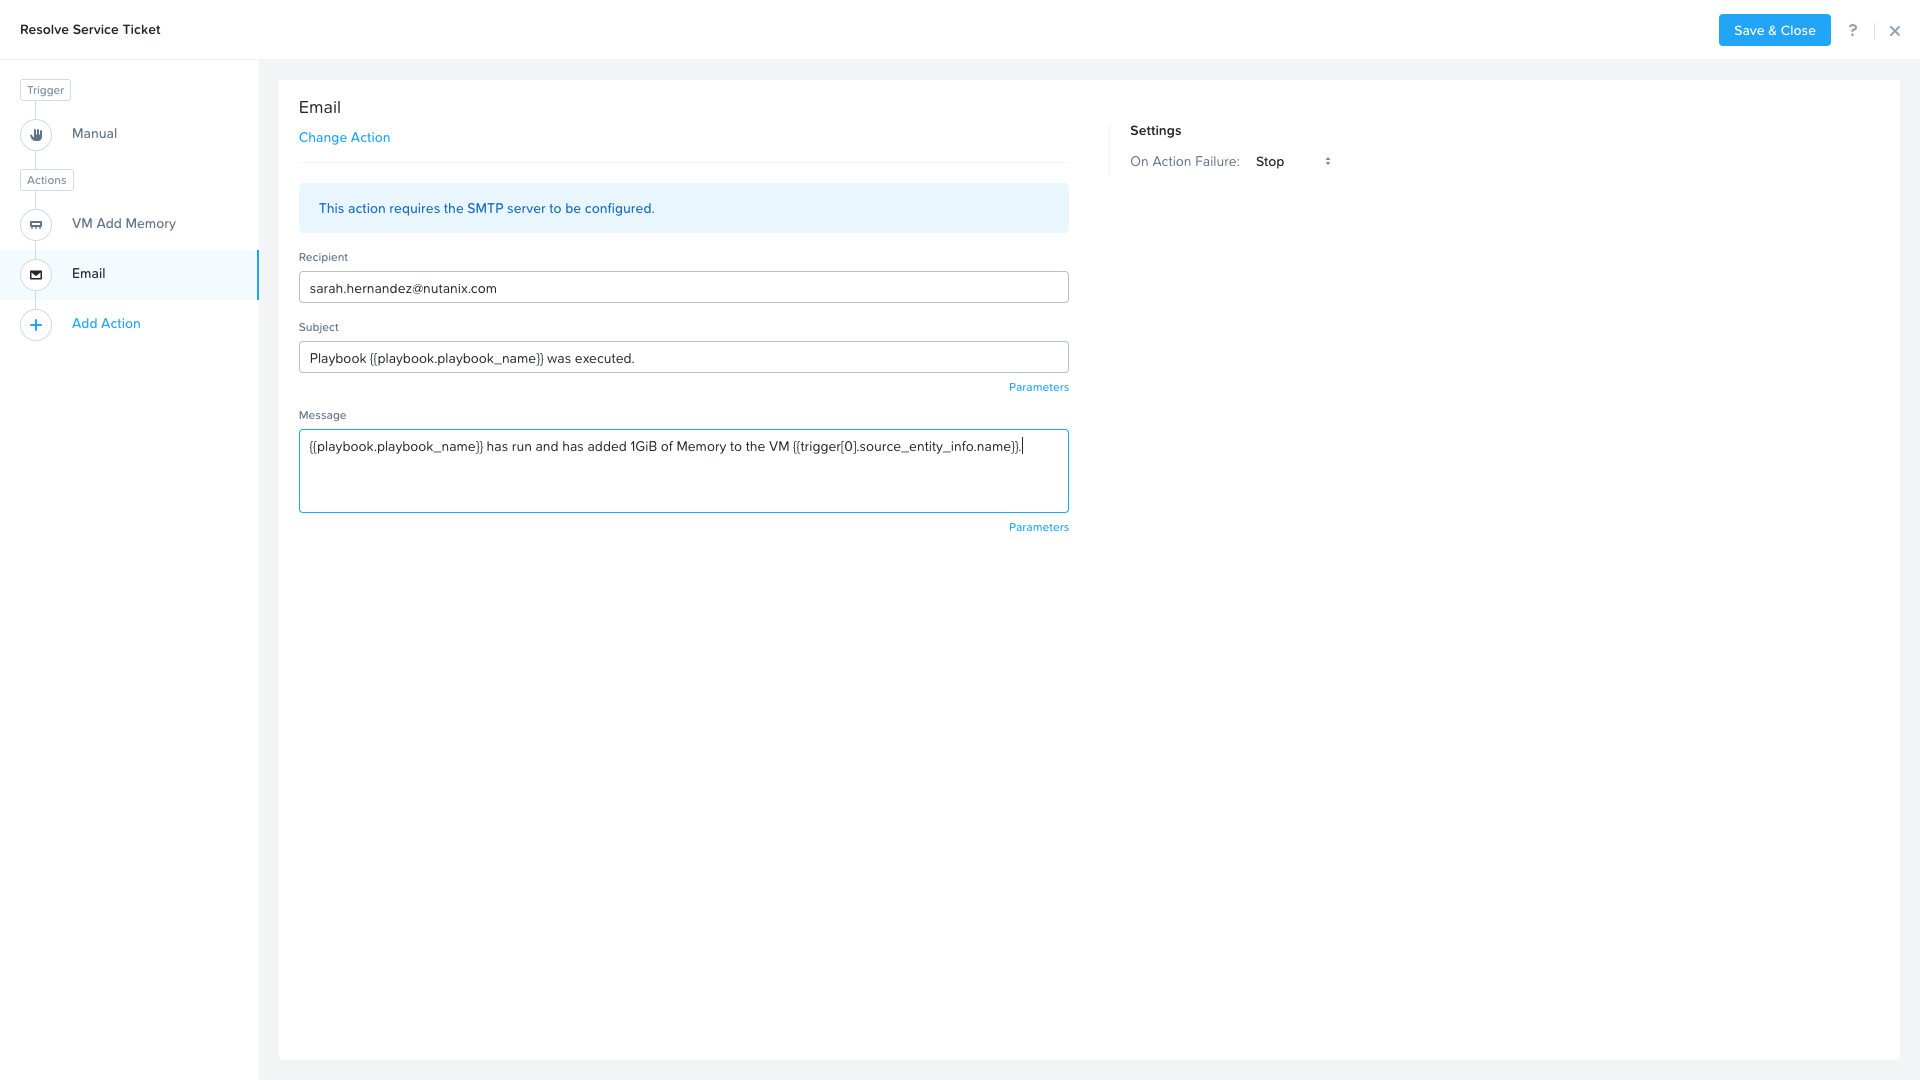 Resolve Service Ticket
Save & Close
?
Trigger
Manual
Actions
VM Add Memory
Email
Add Action
Email
Change Action
This action requires the SMTP server to be configured.
Recipient
sarah.hernandez@nutanix.com
Subject
Playbook {{playbook.playbook_name}} was executed.
Parameters
Message
{{playbook.playbook_name}} has run and has added 1GiB of Memory to the VM {{trigger[0].source_entity_info.name}}.
Parameters
Settings
On Action Failure: Stop